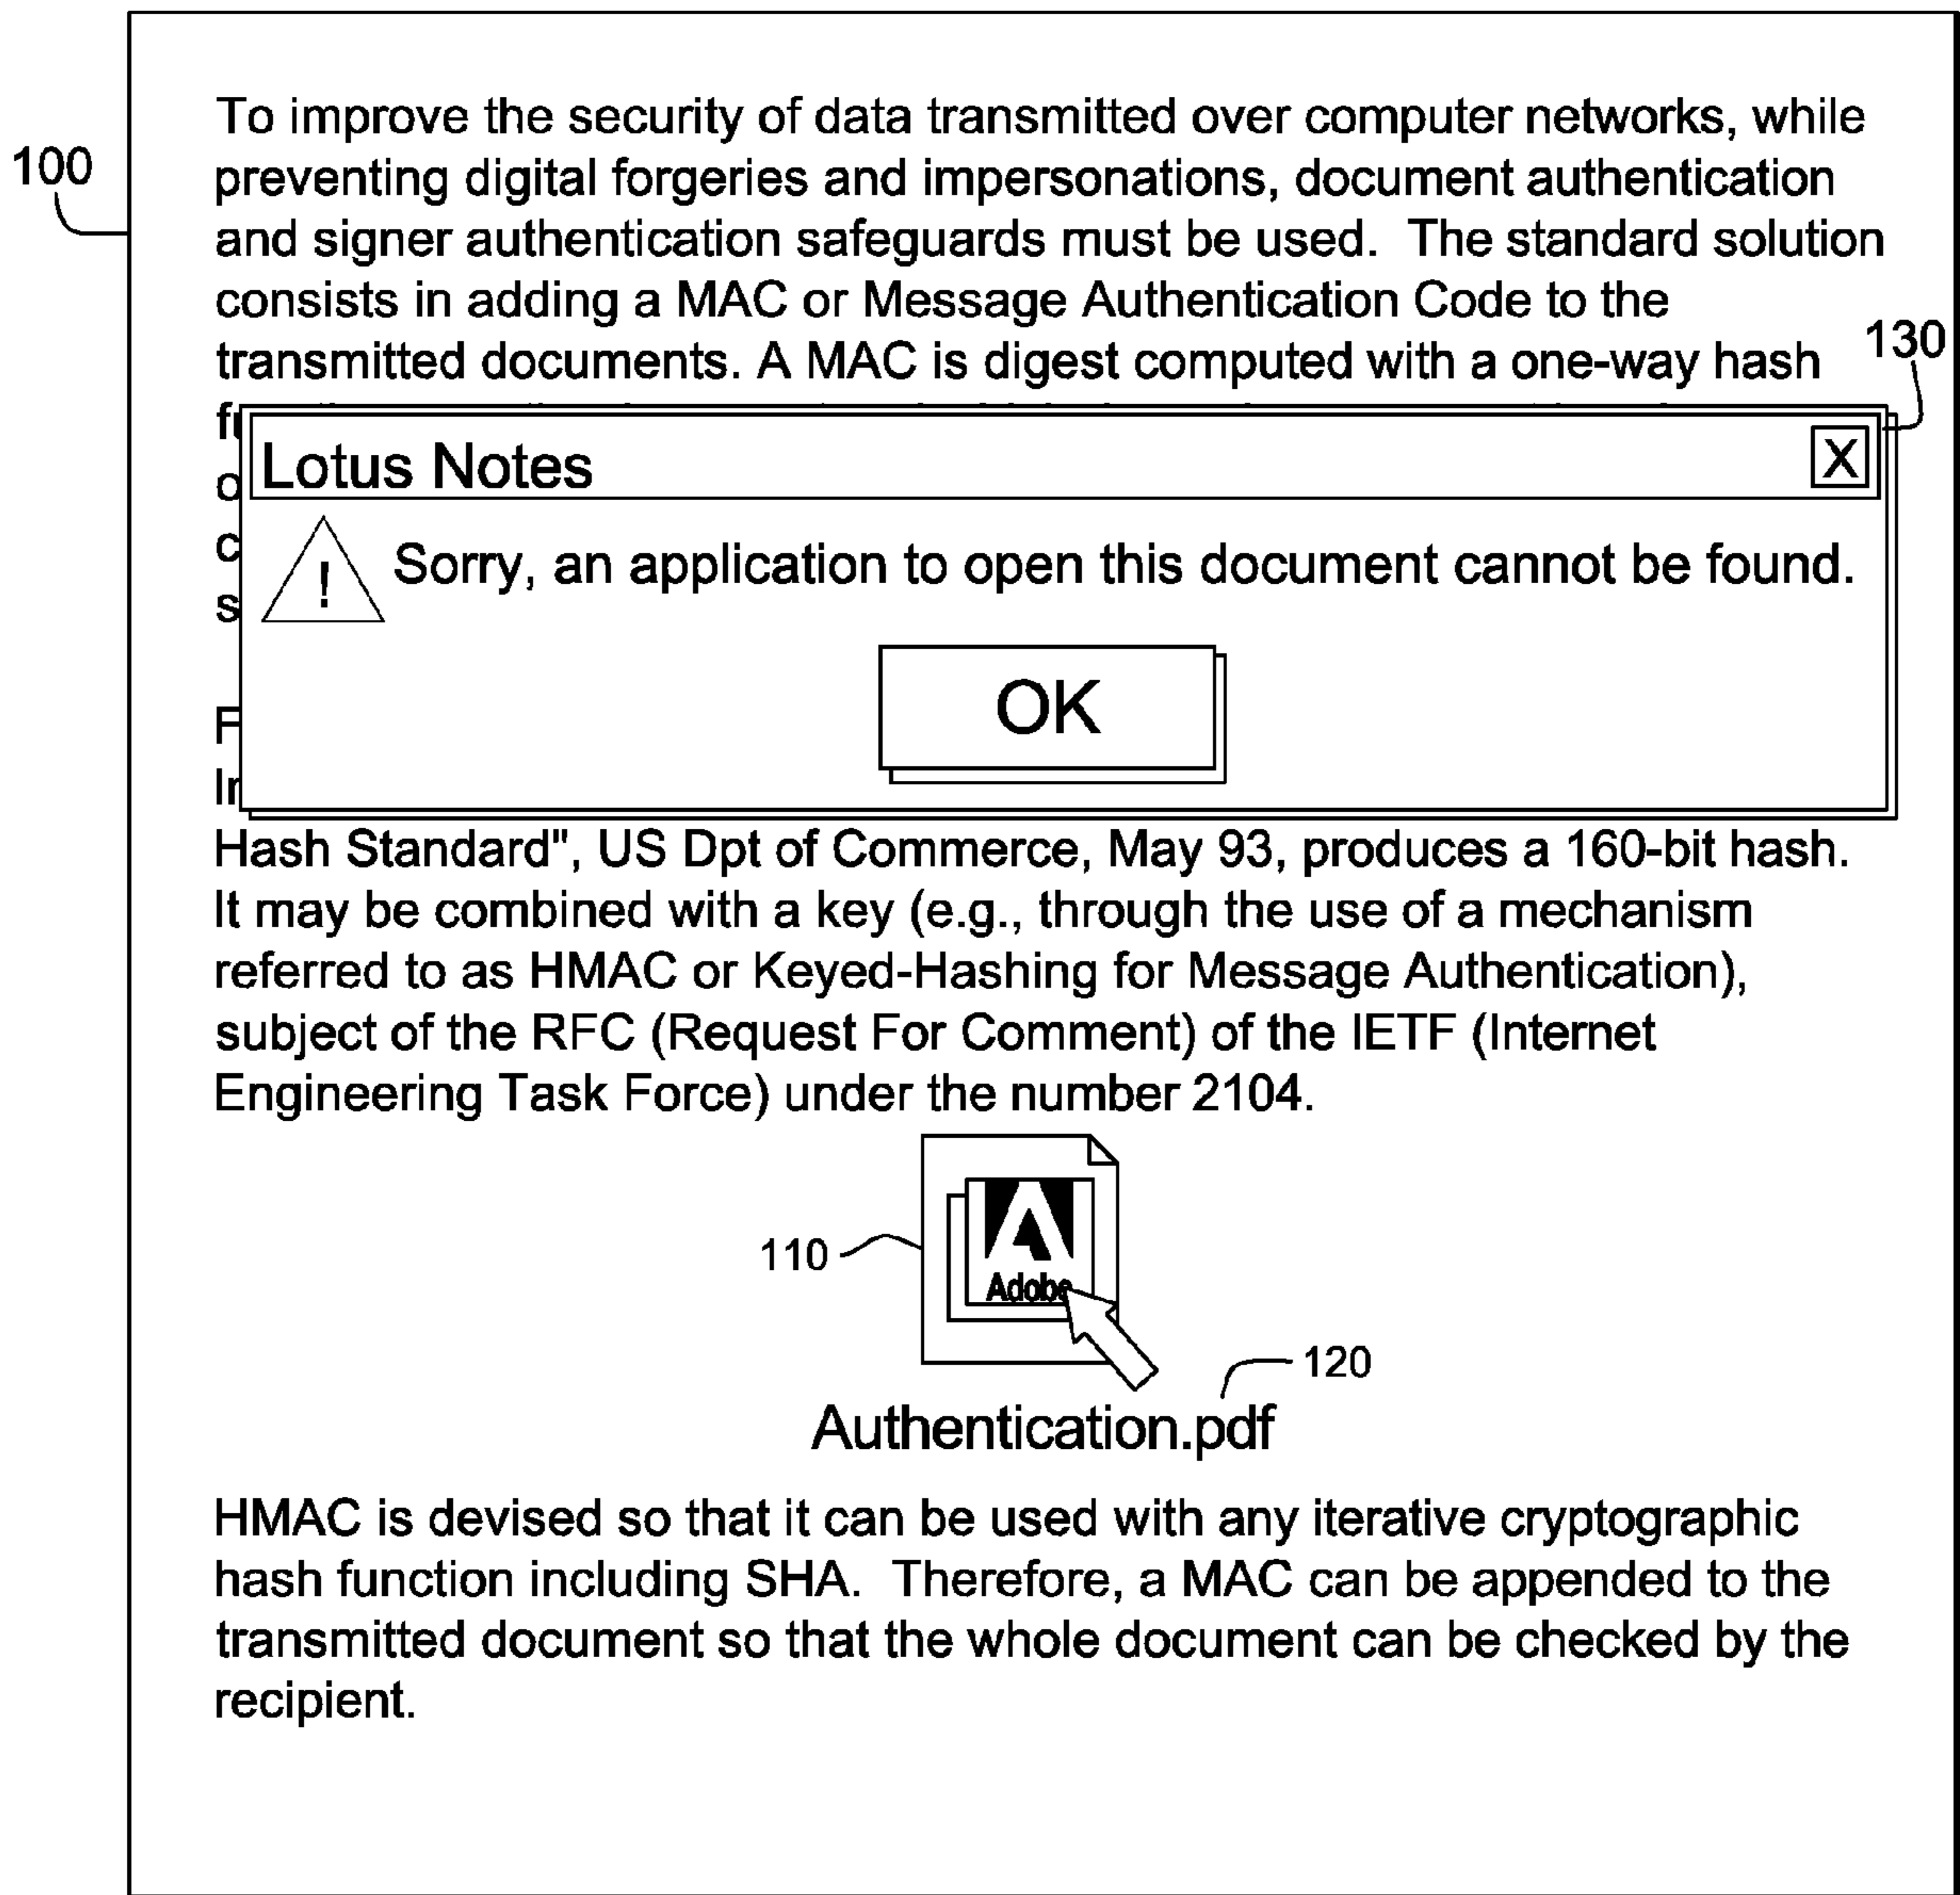 To improve the security of data transmitted over computer networks, while
100
preventing digital forgeries and impersonations, document authentication
and signer authentication safeguards must be used. The standard solution
consists in adding a MAC or Message Authentication Code to the
130
transmitted documents. A MAC is digest computed with a one-way hash
Lotus Notes
X
! Sorry, an application to open this document cannot be found.
OK
Hash Standard", US Dpt of Commerce, May 93, produces a 160-bit hash.
It may be combined with a key (e.g., through the use of a mechanism
referred to as HMAC or Keyed-Hashing for Message Authentication),
subject of the RFC (Request For Comment) of the IETF (Internet
Engineering Task Force) under the number 2104.
110
Adobe
120
Authentication.pdf
HMAC is devised so that it can be used with any iterative cryptographic
hash function including SHA. Therefore, a MAC can be appended to the
transmitted document so that the whole document can be checked by the
recipient.